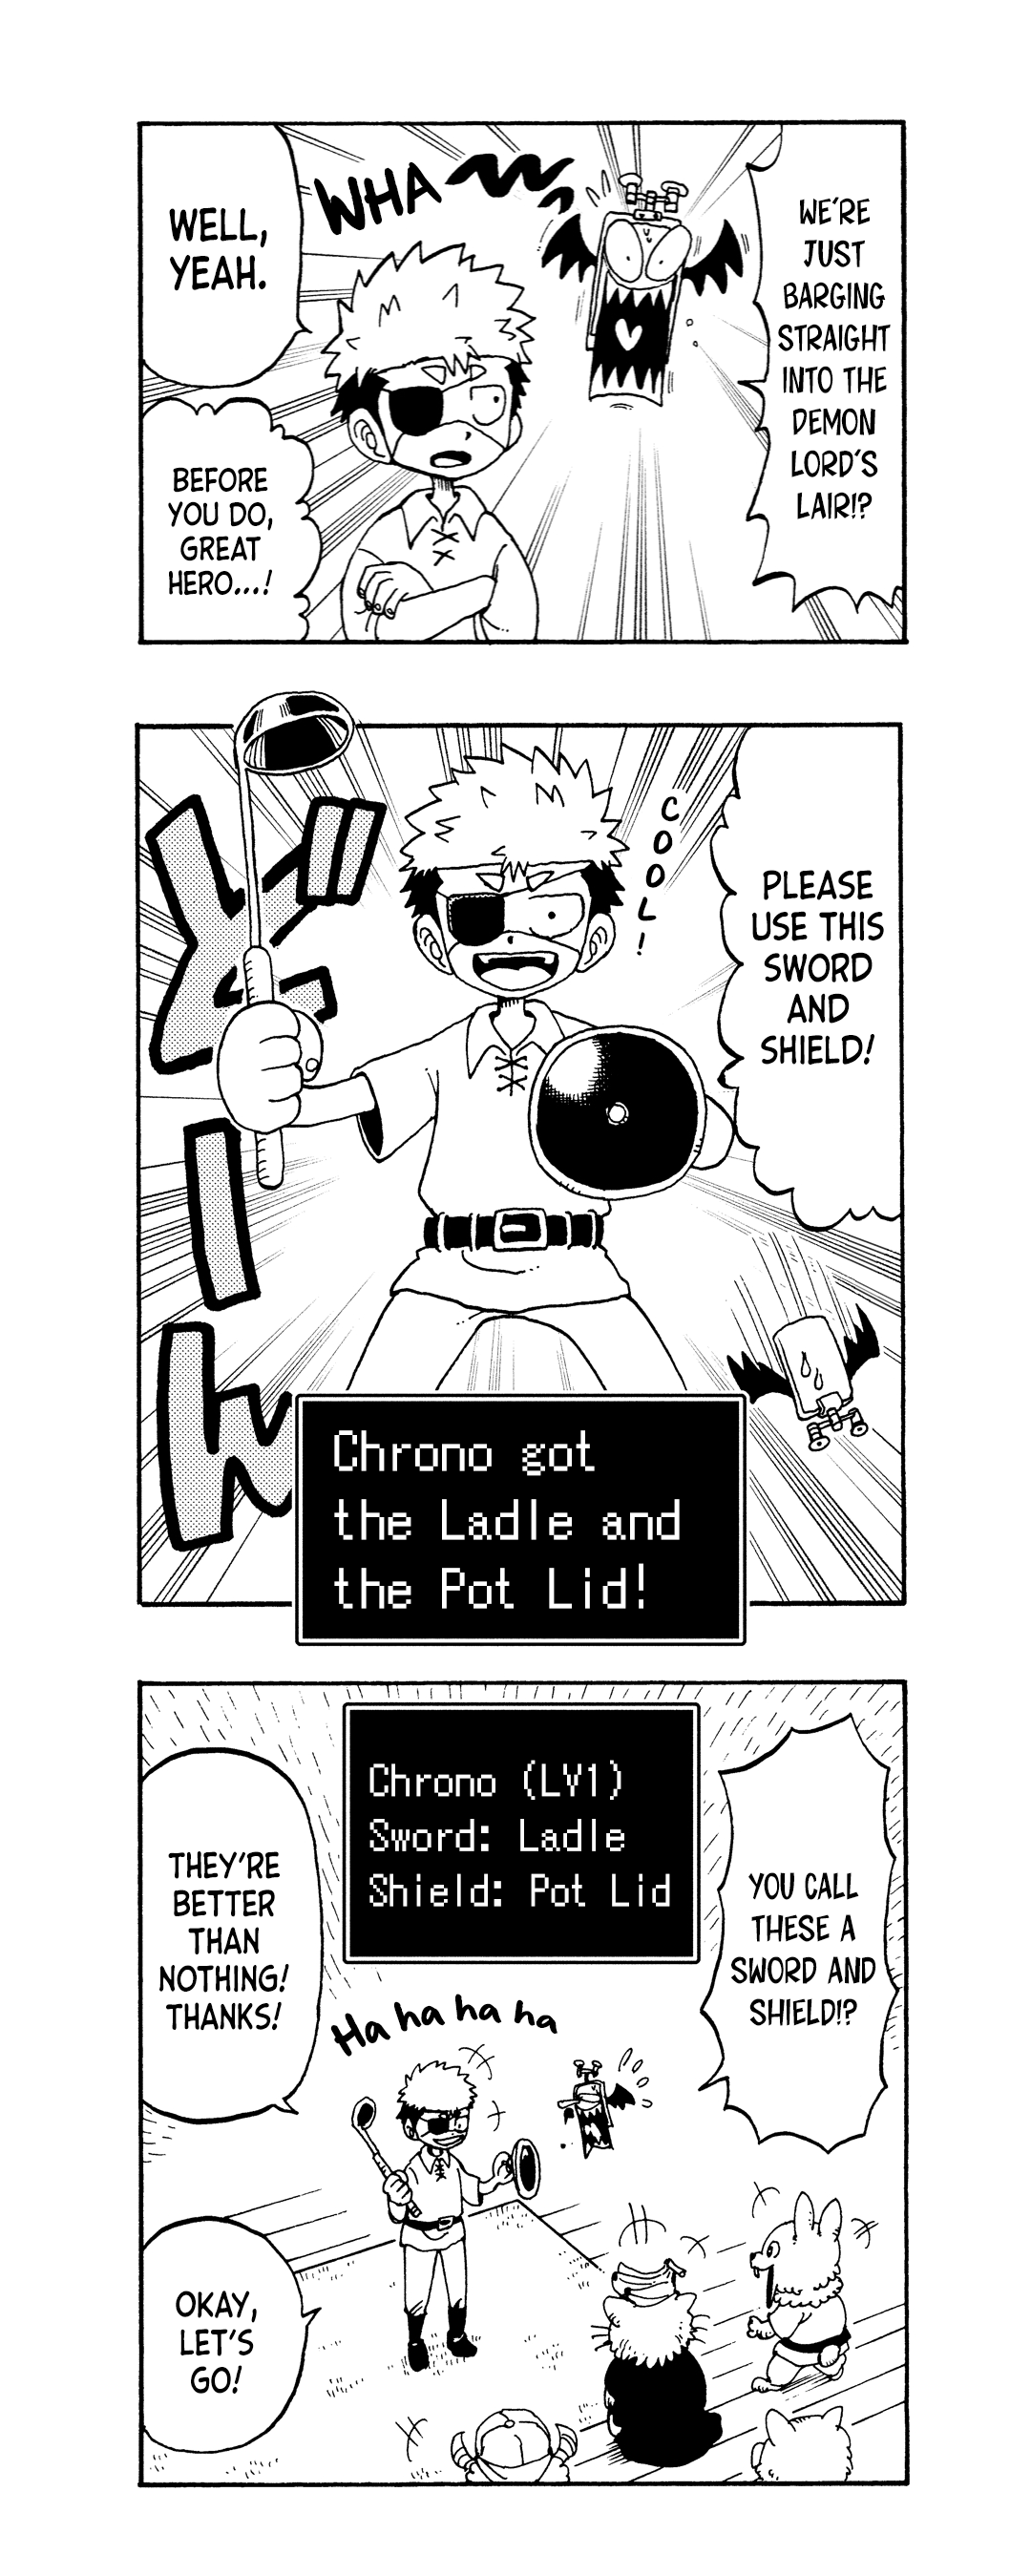 WE'RE
JUST
BARGING
STRAIGHT
INTO THE
DEMON
LORD'S
LAIR!?
WHA
WELL,
YEAH.
BEFORE
YOU DO,
GREAT
HERO...!
PLEASE
USE THIS
SWORD
AND
SHIELD!
COOL!
どーん
Chrono got
the Ladle and
the Pot Lid!
YOU CALL
THESE A
SWORD AND
SHIELD!?
Chrono (LV1)
Sword: Ladle
Shield: Pot Lid
Ha ha ha ha
THEY'RE
BETTER
THAN
NOTHING!
THANKS!
OKAY,
LET'S
GO!